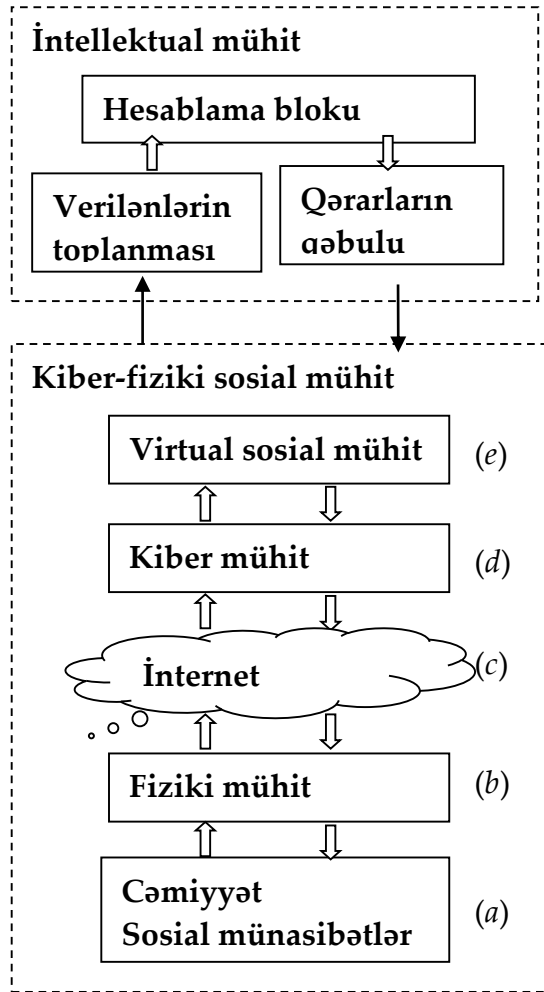 İntellektual mühit
Hesablama bloku
Verilənlərin
toplanması
Qərarların
qəbulu
Kiber-fiziki sosial mühit
Virtual sosial mühit
(e)
Kiber mühit
(d)
İnternet
(c)
Fiziki mühit
(b)
Cəmiyyət
Sosial münasibətlər
(a)